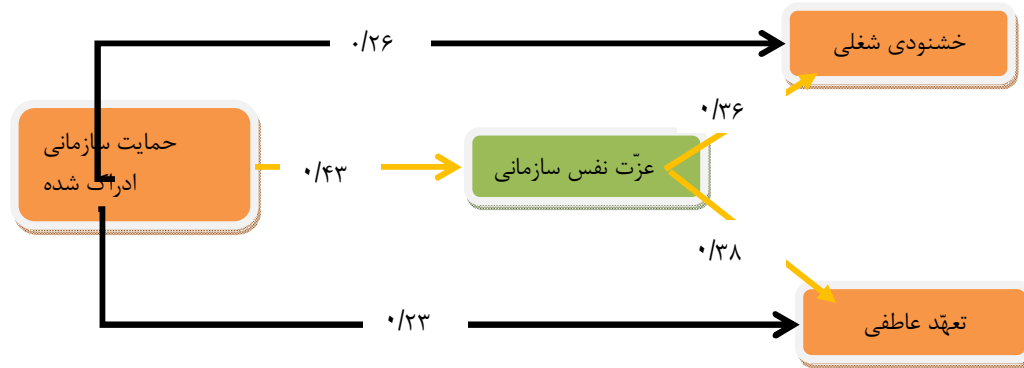 خشنودی شغلی
۰/۲۶
۰/۳۶
حمایت سازمانی
ادراک شده
۰/۴۳
عزّت نفس سازمانی
۰/۳۸
تعهّد عاطفی
۰/۲۳